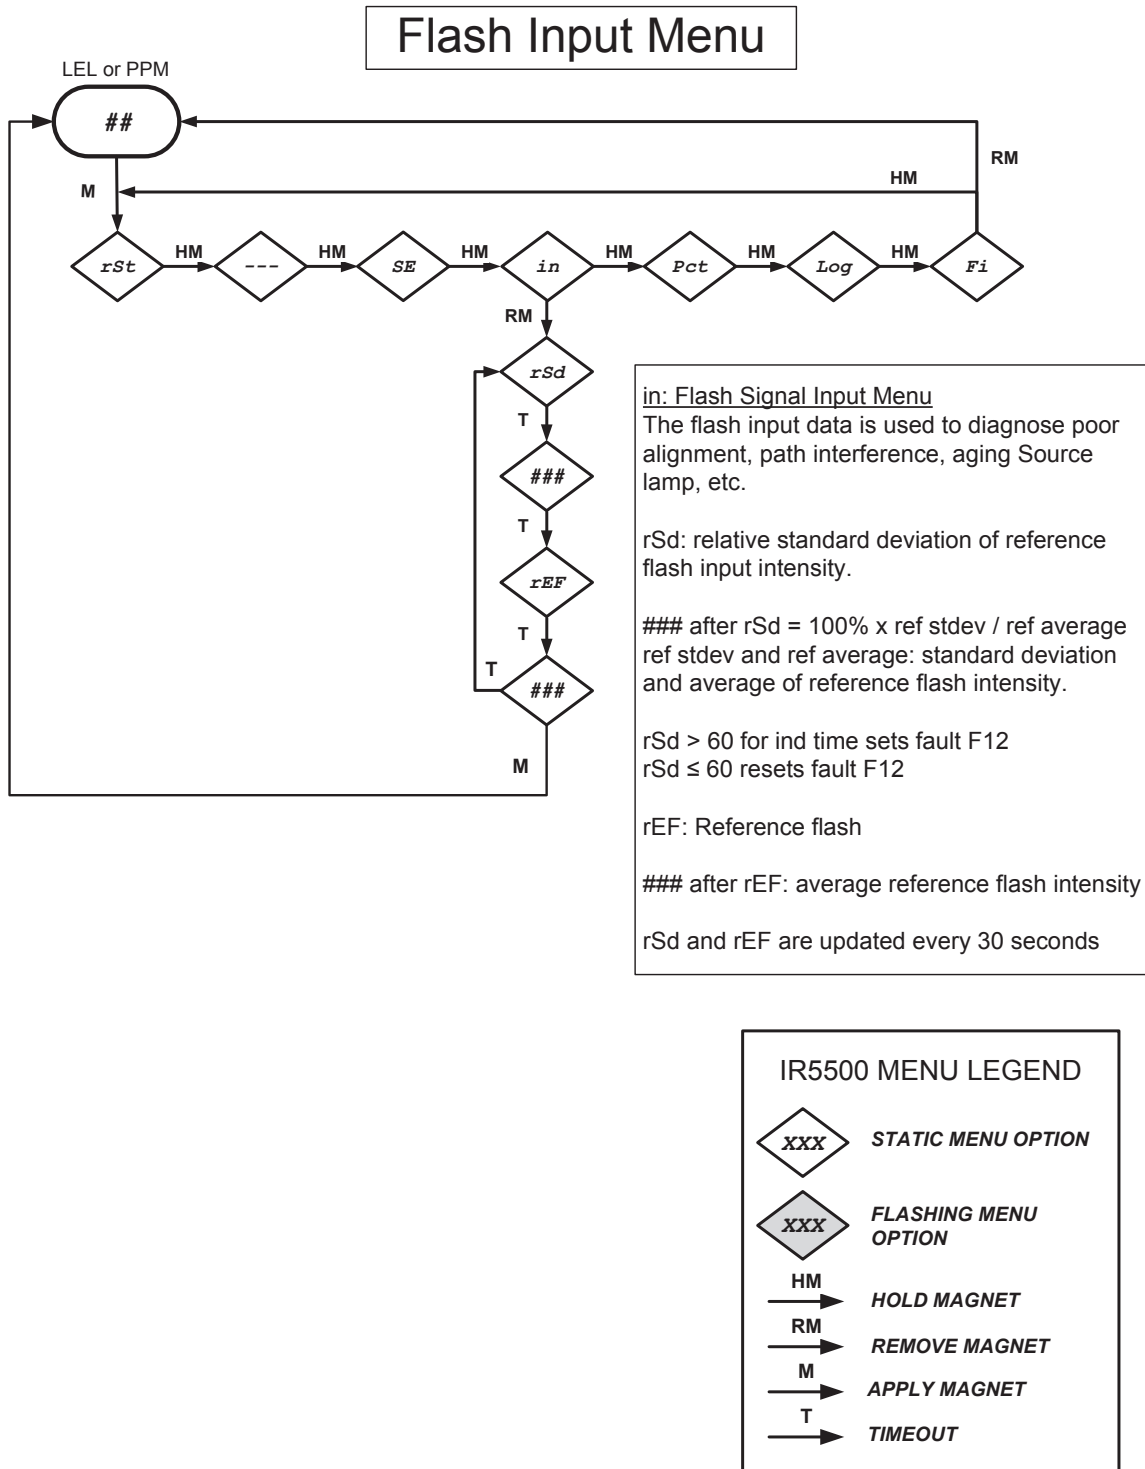 Flash Input Menu
LEL or PPM
##
RM
M
HM
rSt
HM
---
HM
SE
HM
in
HM
Pct
HM
Log
HM
Fi
RM
rSd
T
###
T
rEF
T
T
###
M
in: Flash Signal Input Menu
The flash input data is used to diagnose poor
alignment, path interference, aging Source
lamp, etc.
rSd: relative standard deviation of reference
flash input intensity.
### after rSd = 100% x ref stdev / ref average
ref stdev and ref average: standard deviation
and average of reference flash intensity.
rSd > 60 for ind time sets fault F12
rSd ≤ 60 resets fault F12
rEF: Reference flash
### after rEF: average reference flash intensity
rSd and rEF are updated every 30 seconds
IR5500 MENU LEGEND
XXX
STATIC MENU OPTION
XXX
FLASHING MENU
OPTION
HM
HOLD MAGNET
RM
REMOVE MAGNET
M
APPLY MAGNET
T
TIMEOUT